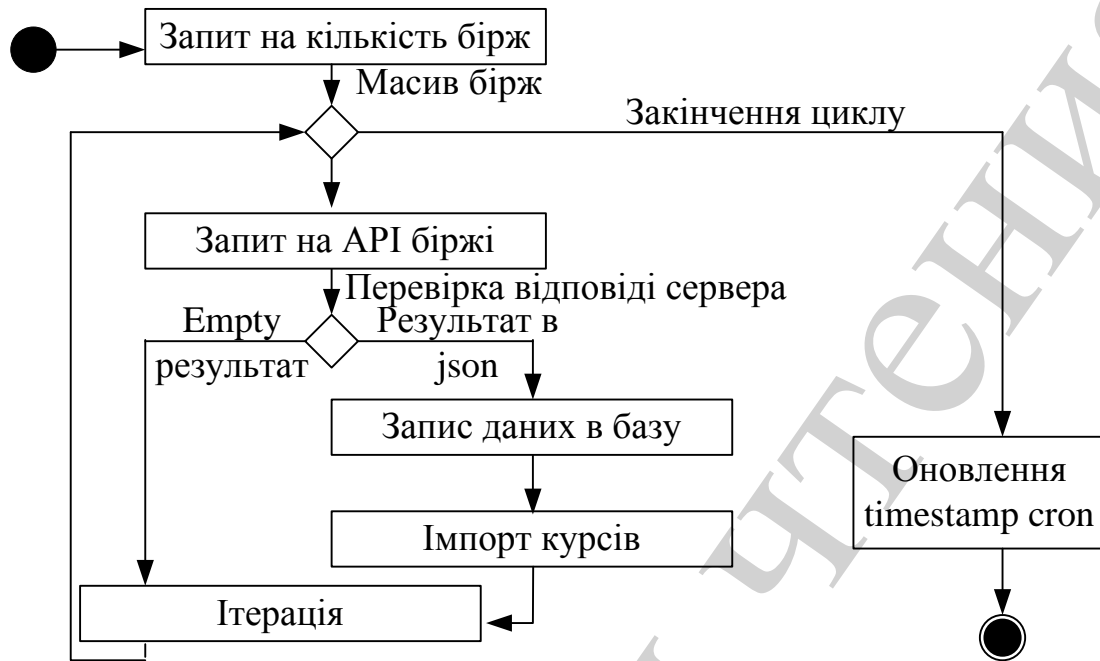 Запит на кількість бірж
Масив бірж
Закінчення циклу
Запит на API біржі
Перевірка відповіді сервера
Empty
результат
Результат в
json
Запис даних в базу
Оновлення
timestamp cron
Імпорт курсів
Ітерація